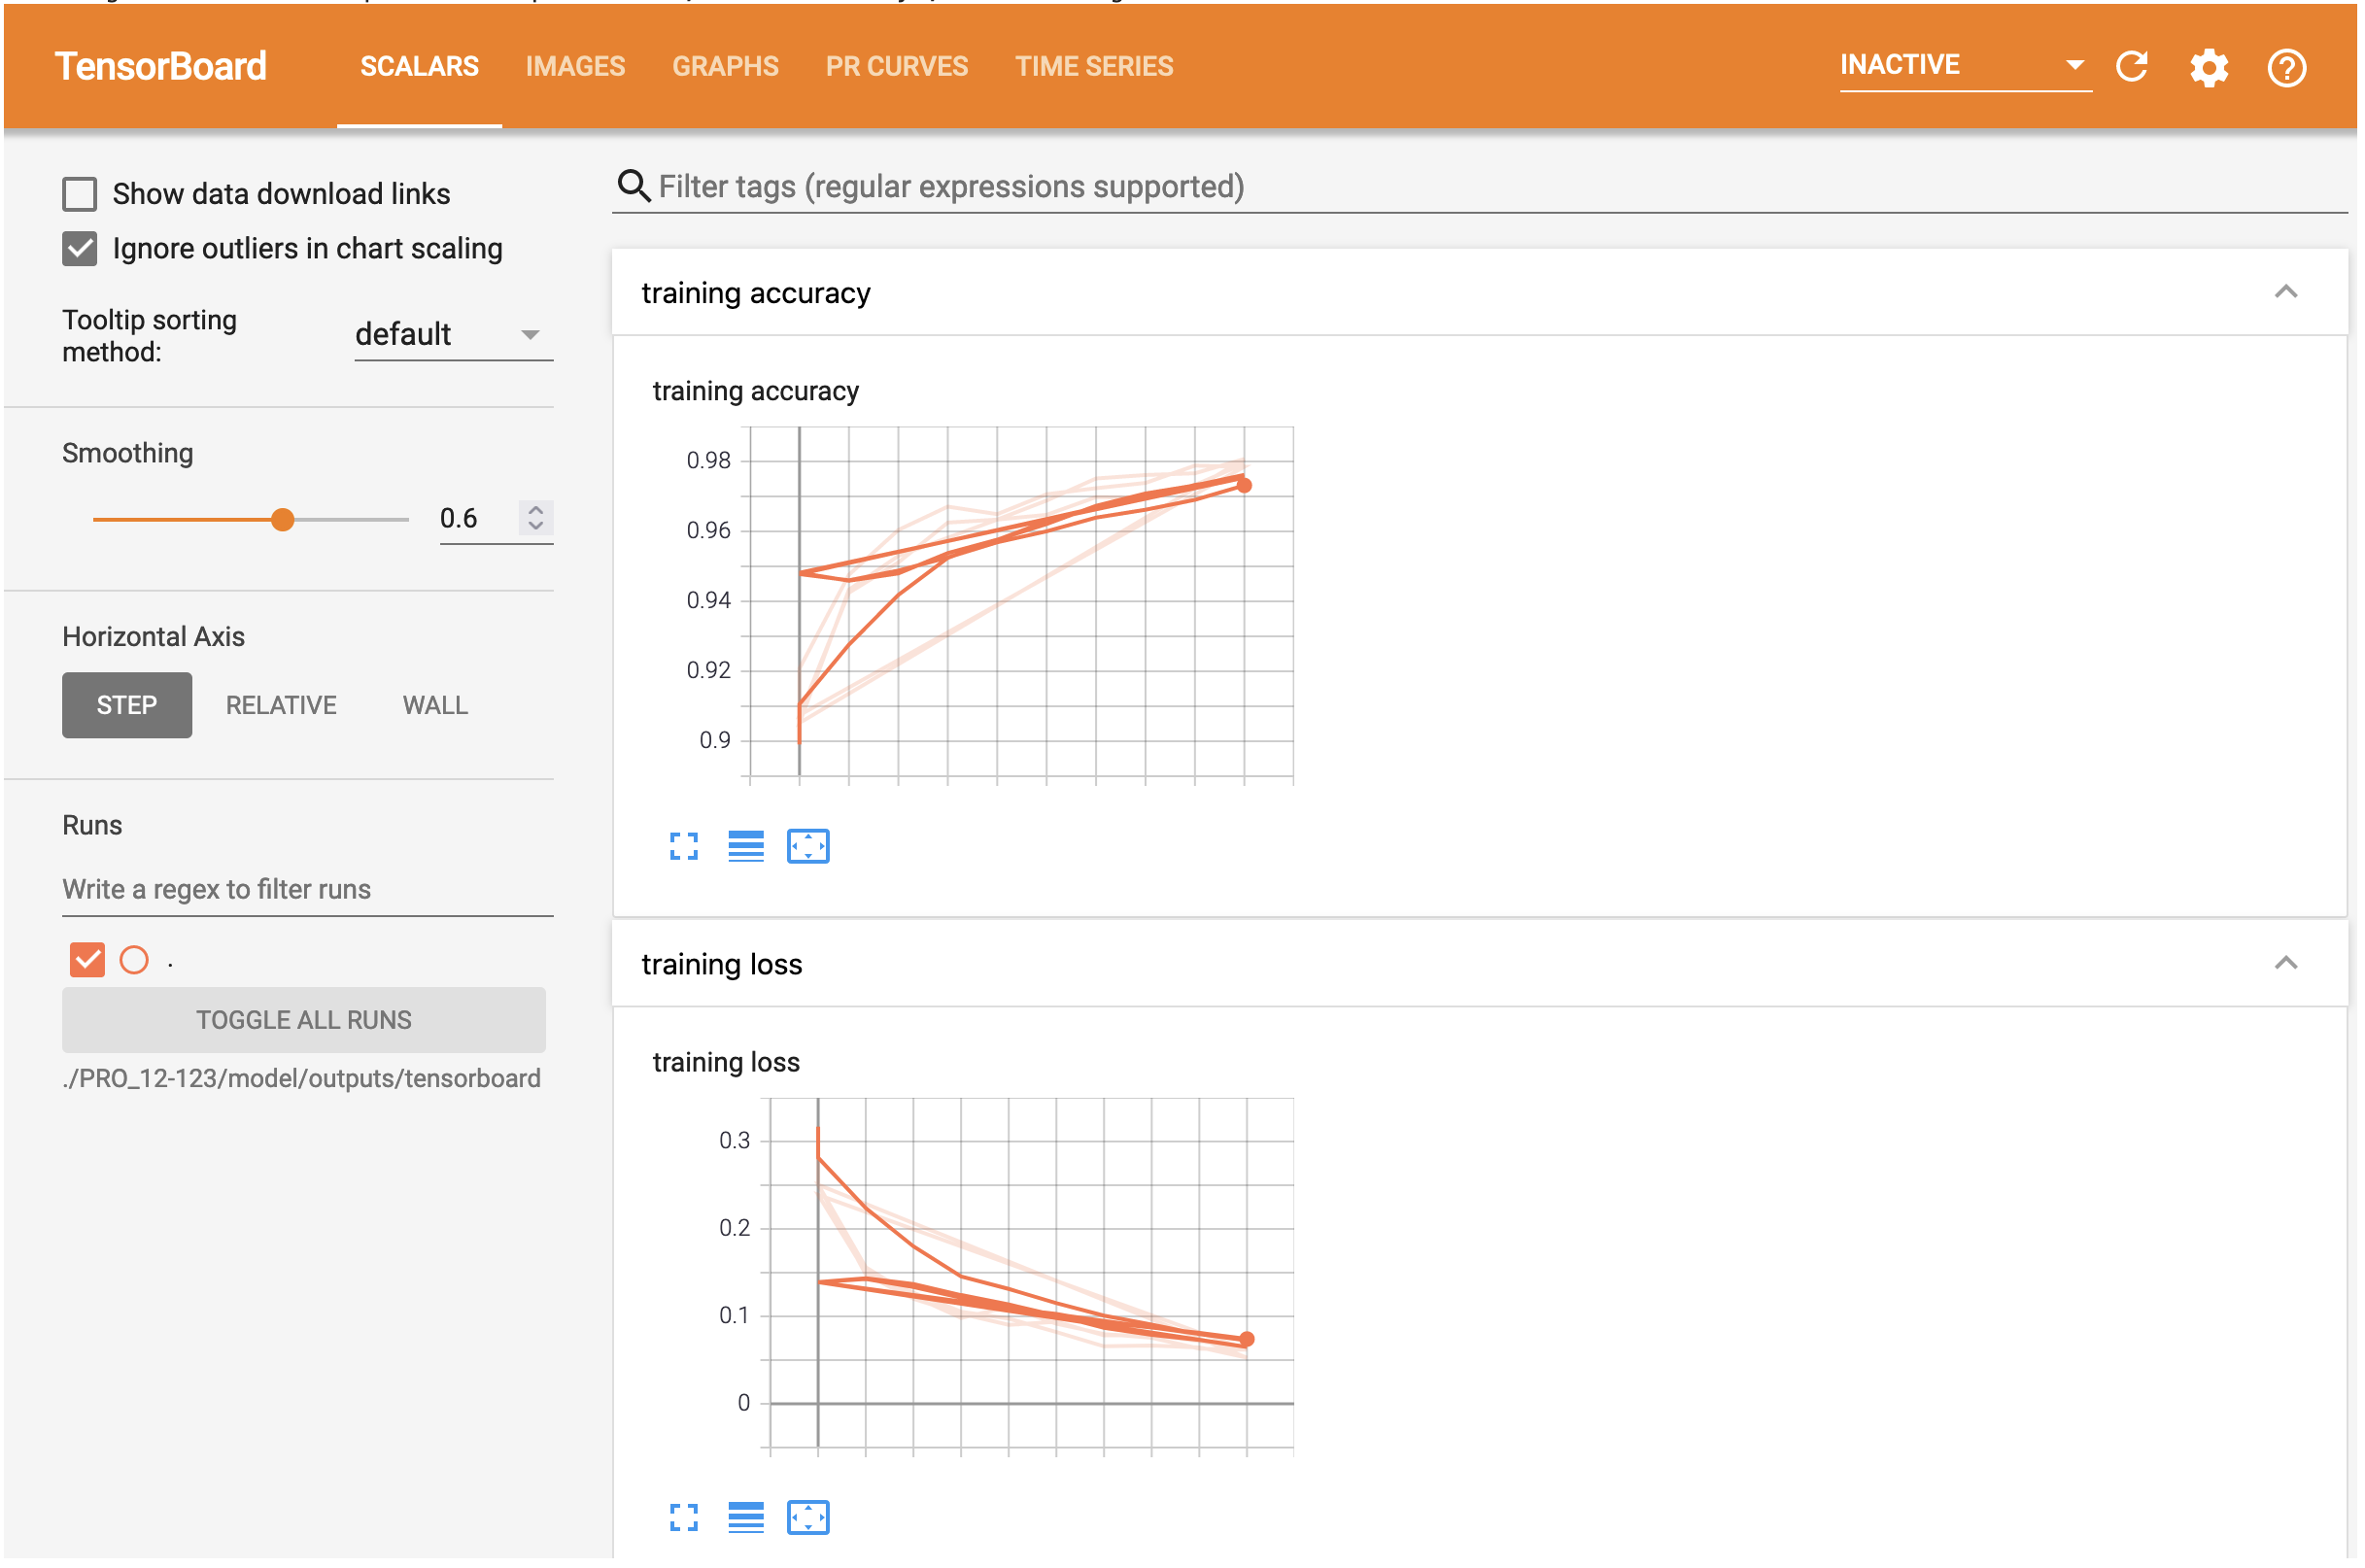 TensorBoard SCALARS IMAGES GRAPHS PR CURVES TIME SERIES INACTIVE
Show data download links
Ignore outliers in chart scaling
Tooltip sorting
method:
default
Smoothing
0.6
Horizontal Axis
STEP RELATIVE WALL
Runs
Write a regex to filter runs
.
TOGGLE ALL RUNS
./PRO_12-123/model/outputs/tensorboard
Filter tags (regular expressions supported)
training accuracy
training accuracy
0.98
0.96
0.94
0.92
0.9
training loss
training loss
0.3
0.2
0.1
0